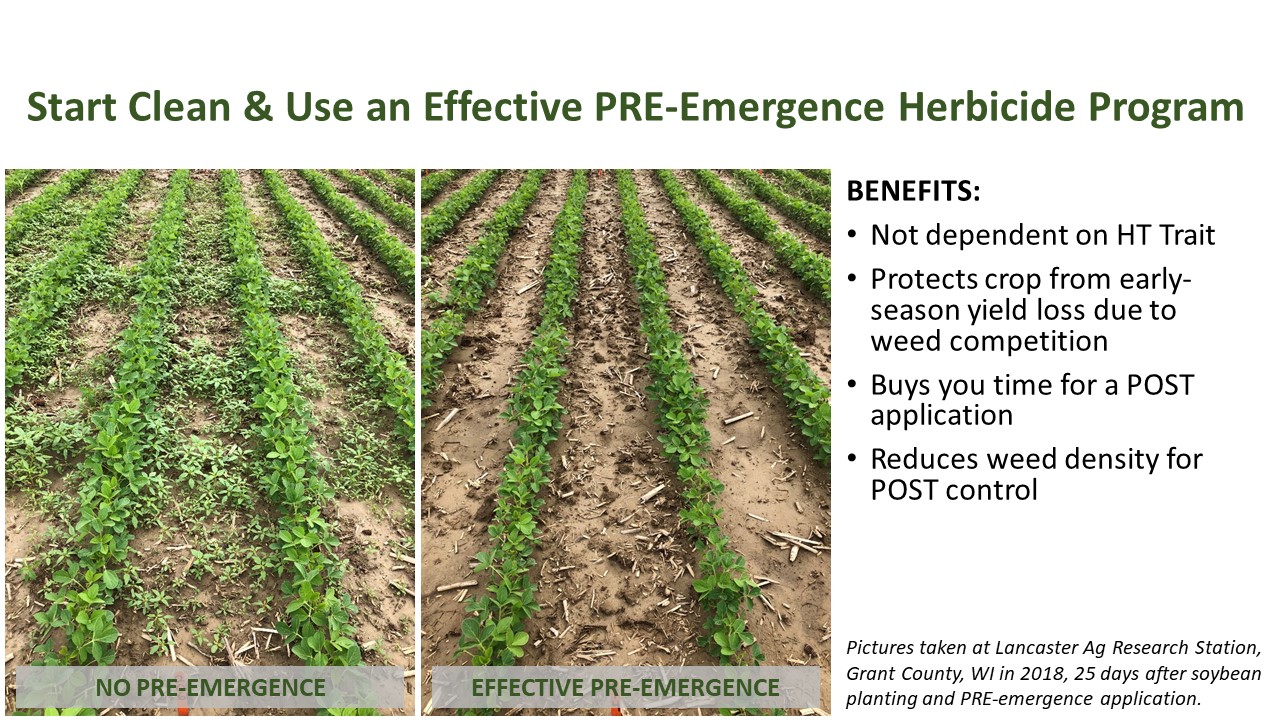 Start Clean & Use an Effective PRE-Emergence Herbicide Program
BENEFITS:
• Not dependent on HT Trait
• Protects crop from early-
season yield loss due to
weed competition
• Buys you time for a POST
application
• Reduces weed density for
POST control
Pictures taken at Lancaster Ag Research Station,
Grant County, WI in 2018, 25 days after soybean
planting and PRE-emergence application.
NO PRE-EMERGENCE
EFFECTIVE PRE-EMERGENCE